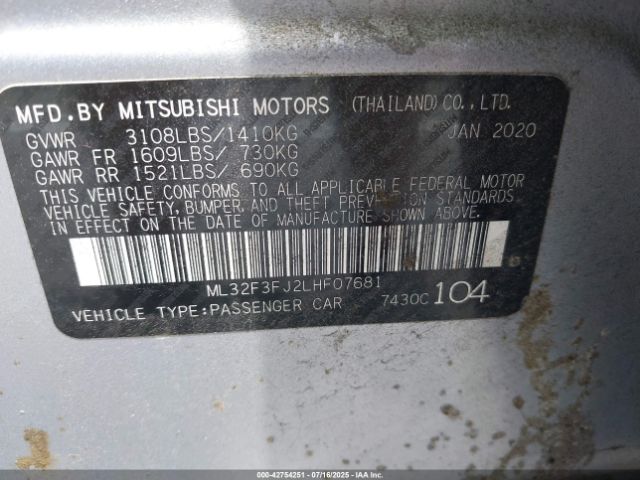 MFD.BY MITSUBISHI MOTORS (THAILAND) CO., LTD.
GVWR 3108LBS/1410KG JAN 2020
GAWR FR 1609LBS/ 730KG
GAWR RR 1521LBS/ 690KG
THIS VEHICLE CONFORMS TO ALL APPLICABLE FEDERAL MOTOR
VEHICLE SAFETY, BUMPER, AND THEFT PREVENTION STANDARDS
IN EFFECT ON THE DATE OF MANUFACTURE SHOWN ABOVE.
ML32F3FJ2LHF07681
VEHICLE TYPE:PASSENGER CAR 7430C 104
000-42754251 - 07/16/2025 - IAA Inc.